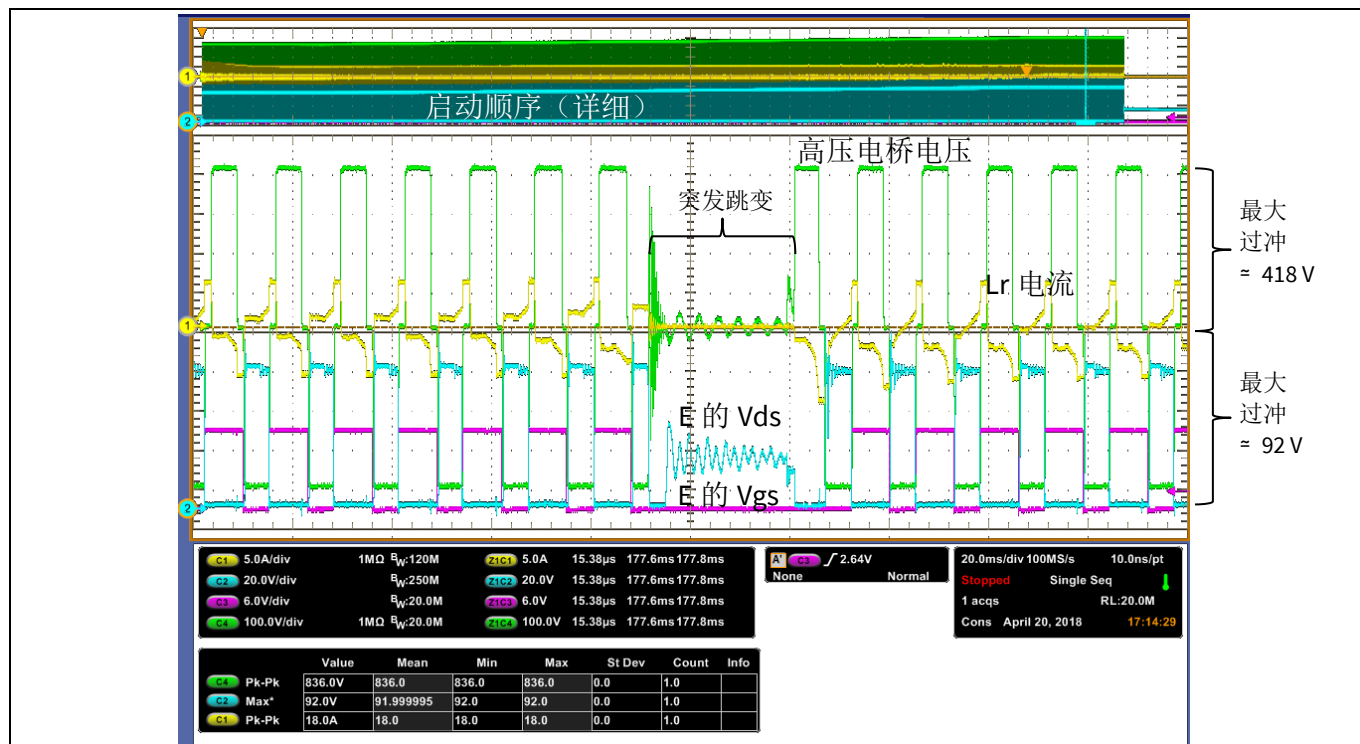 1
2
启动顺序（详细）
高压电桥电压
突发跳变
最大
过冲
≃ 418 V
Lr 电流
1
最大
过冲
≃ 92 V
E 的 Vds
E 的 Vgs
2
C1 5.0A/div 1MΩ BW:120M
C2 20.0V/div BW:250M
C3 6.0V/div BW:20.0M
C4 100.0V/div 1MΩ BW:20.0M
Z1C1 5.0A 15.38µs 177.6ms 177.8ms
Z1C2 20.0V 15.38µs 177.6ms 177.8ms
Z1C3 6.0V 15.38µs 177.6ms 177.8ms
Z1C4 100.0V 15.38µs 177.6ms 177.8ms
A' C3 2.64V
None Normal
20.0ms/div 100MS/s 10.0ns/pt
Stopped Single Seq
1 acqs RL:20.0M
Cons April 20, 2018 17:14:29
Value Mean Min Max St Dev Count Info
C4 Pk-Pk 836.0V 836.0 836.0 836.0 0.0 1.0
C2 Max* 92.0V 91.999995 92.0 92.0 0.0 1.0
C1 Pk-Pk 18.0A 18.0 18.0 18.0 0.0 1.0